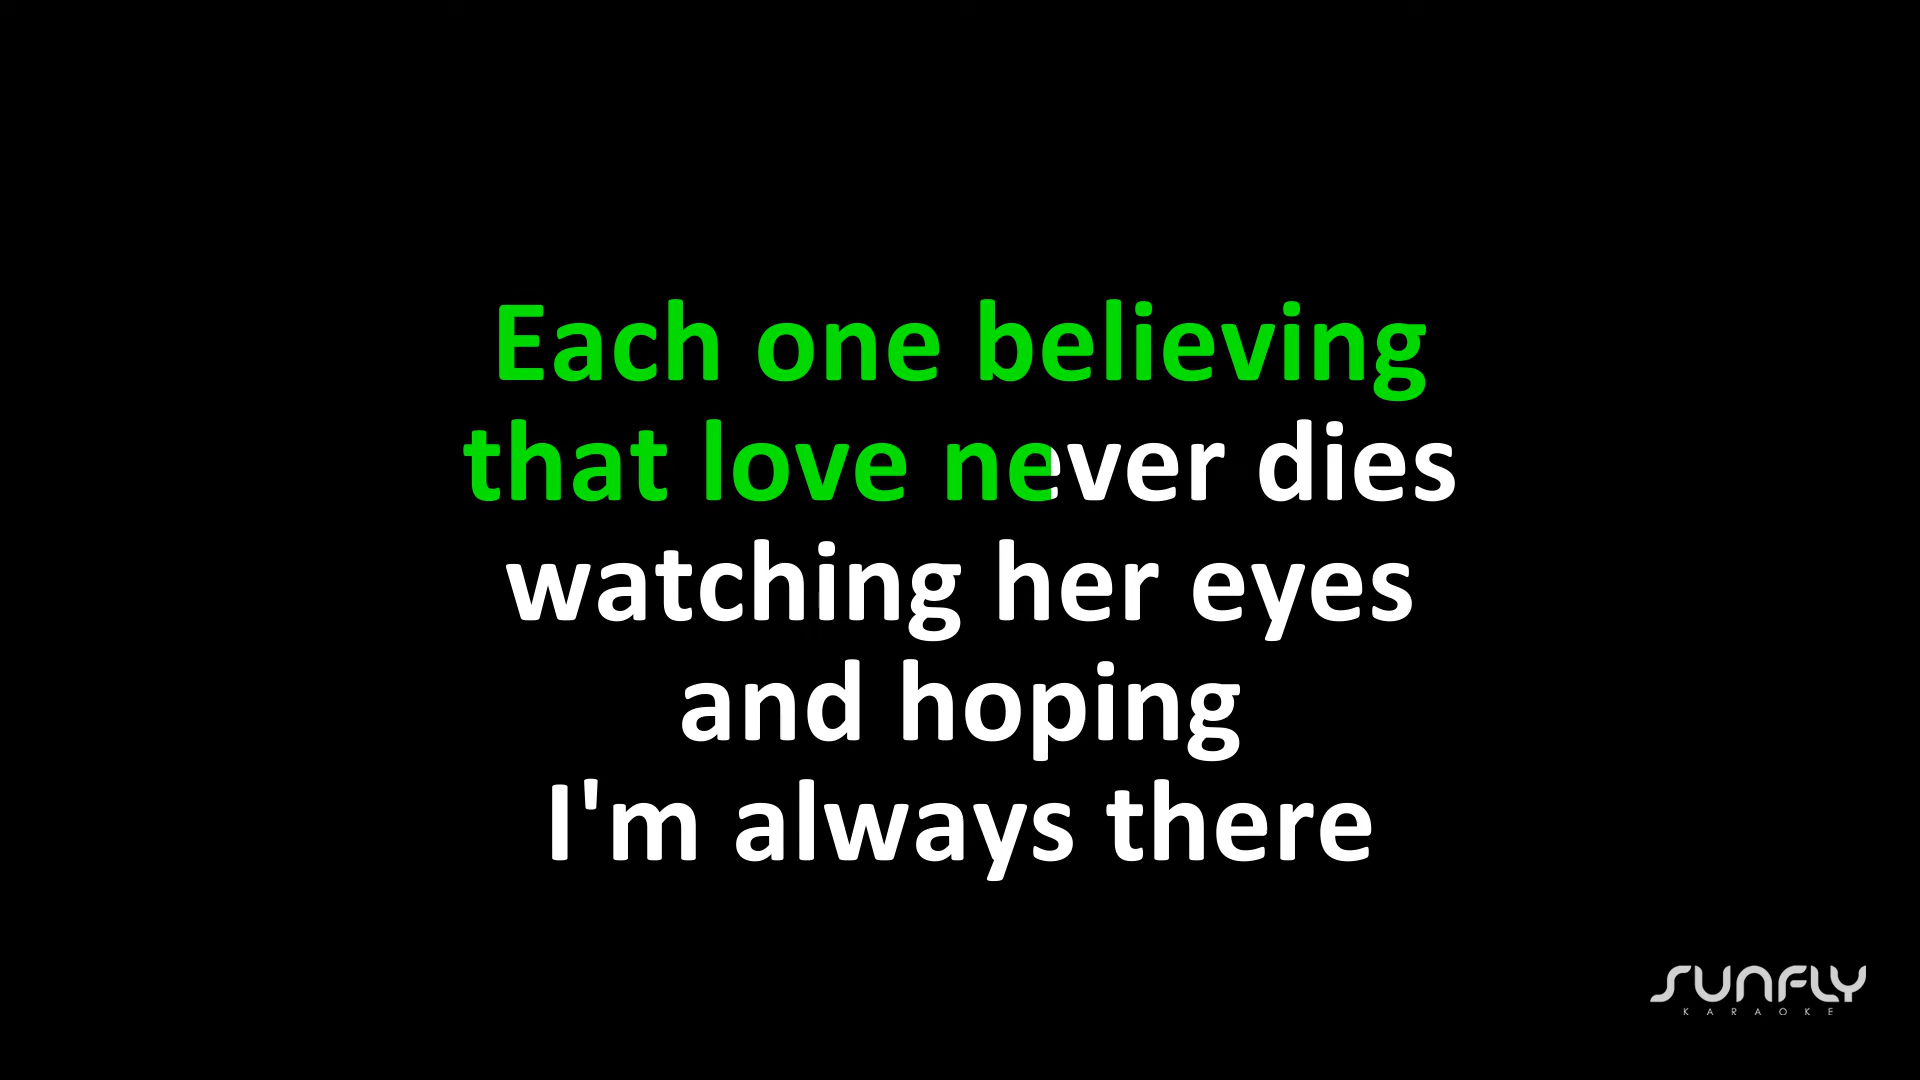 Each one believing
that love never dies
watching her eyes
and hoping
I'm always there
SUNFLY
KARAOKE